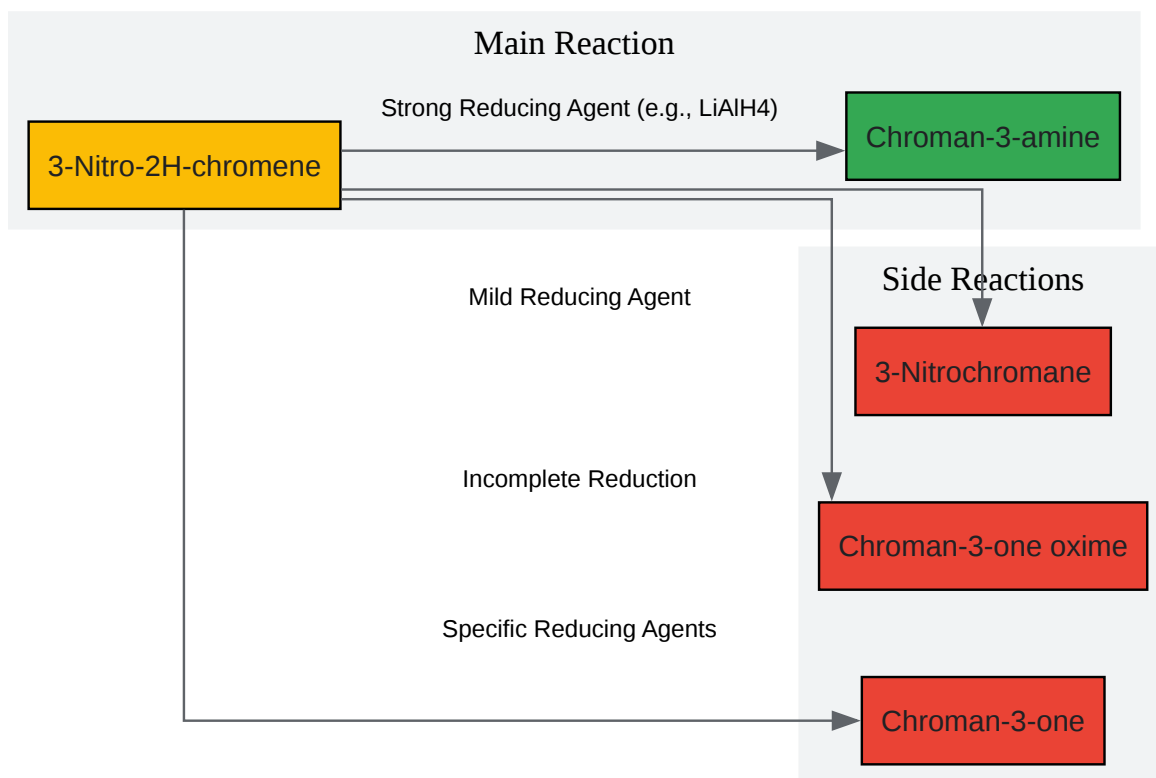 Main Reaction
Strong Reducing Agent (e.g., LiAlH4)
Chroman-3-amine
3-Nitro-2H-chromene
Side Reactions
Mild Reducing Agent
3-Nitrochromane
Incomplete Reduction
Chroman-3-one oxime
Specific Reducing Agents
Chroman-3-one